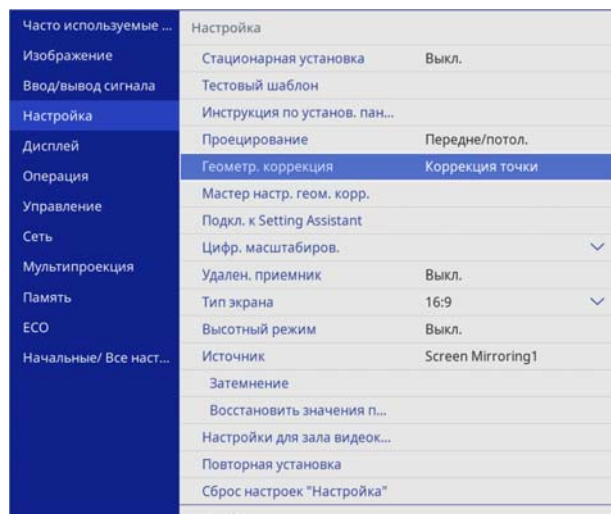 Часто используемые ...
Изображение
Ввод/вывод сигнала
Настройка
Дисплей
Операция
Управление
Сеть
Мультипроекция
Память
ECO
Начальные/ Все наст...
Настройка
Стационарная установка Выкл.
Тестовый шаблон
Инструкция по установ. пан...
Проецирование Передне/потол.
Геометр. коррекция Коррекция точки
Мастер настр. геом. корр.
Подкл. к Setting Assistant
Цифр. масштабиров.
Удален. приемник Выкл.
Тип экрана 16:9
Высотный режим Выкл.
Источник Screen Mirroring1
Затемнение
Восстановить значения п...
Настройки для зала видеок...
Повторная установка
Сброс настроек "Настройка"